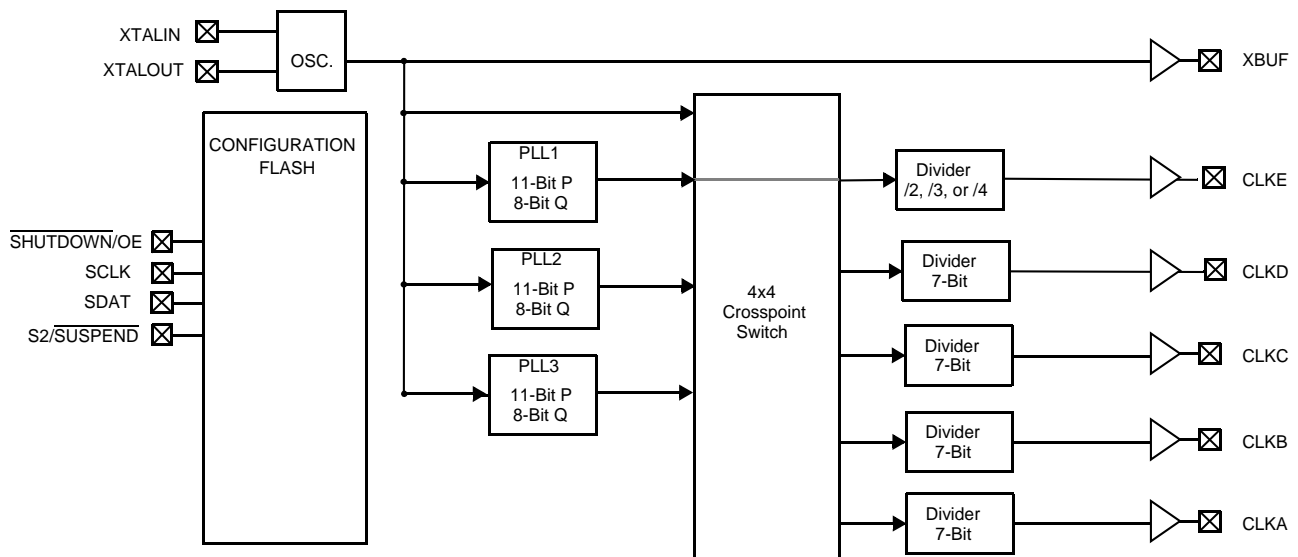 XTALIN
XTALOUT
OSC.
XBUF
CONFIGURATION
FLASH
SHUTDOWN/OE
SCLK
SDAT
S2/SUSPEND
PLL1
11-Bit P
8-Bit Q
PLL2
11-Bit P
8-Bit Q
PLL3
11-Bit P
8-Bit Q
4x4
Crosspoint
Switch
Divider
/2, /3, or /4
CLKE
Divider
7-Bit
CLKD
Divider
7-Bit
CLKC
Divider
7-Bit
CLKB
Divider
7-Bit
CLKA